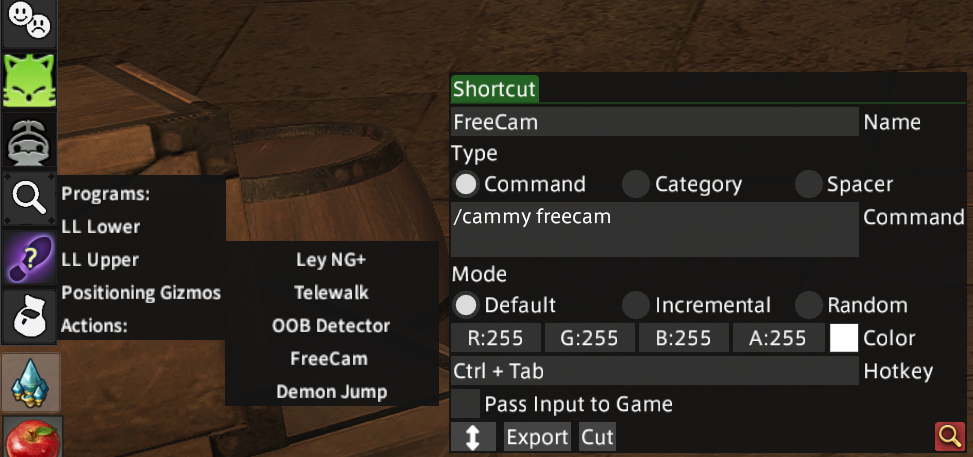 Programs:
LL Lower
LL Upper
Positioning Gizmos
Actions:
Ley NG+
Telewalk
OOB Detector
FreeCam
Demon Jump
Shortcut
FreeCam Name
Type
Command Category Spacer
/cammy freecam Command
Mode
Default Incremental Random
R:255 G:255 B:255 A:255 Color
Ctrl + Tab Hotkey
Pass Input to Game
Export Cut
?